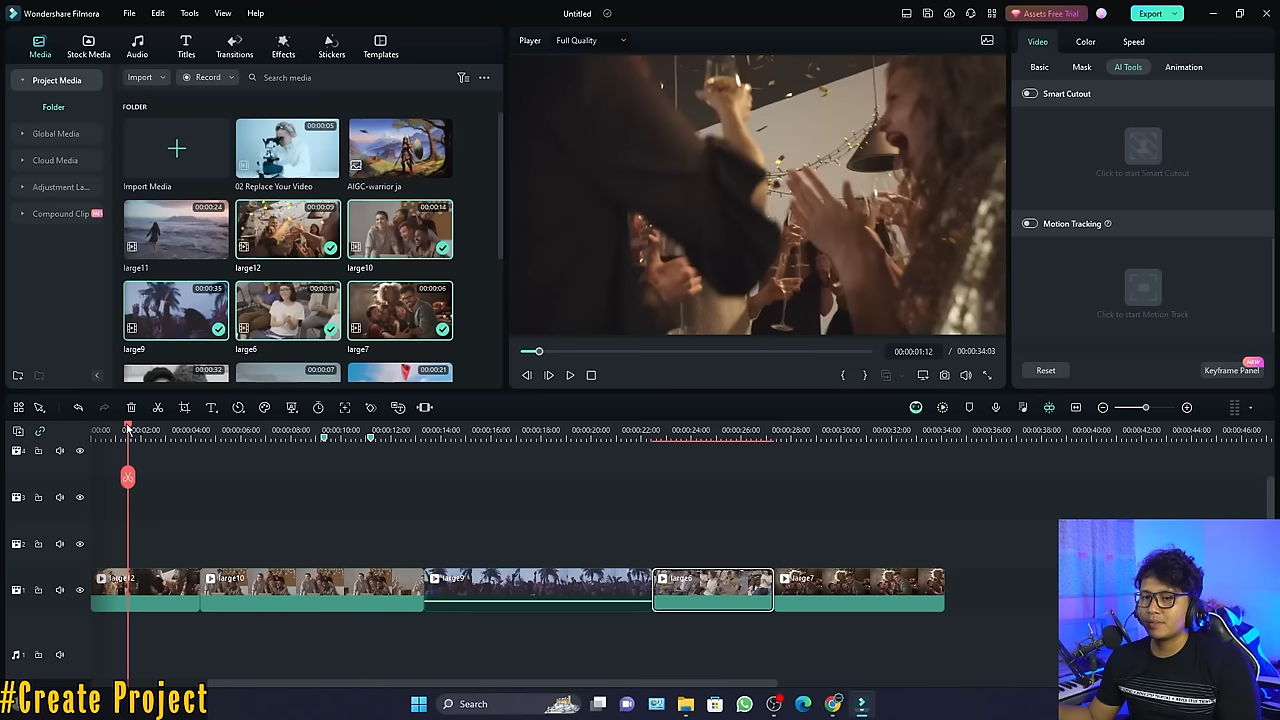 Wondershare Filmora
File
Edit
Tools
View
Help
Untitled
Assets Free Trial
Export
Media
Stock Media
Audio
Titles
Transitions
Effects
Stickers
Templates
Project Media
Folder
Global Media
Cloud Media
Adjustment La...
Compound Clip
Import
Record
Search media
FOLDER
Import Media
00:00:05
02 Replace Your Video
AIGC-warrior ja
00:00:24
large11
00:00:09
large12
00:00:14
large10
00:00:35
large9
00:00:11
large6
00:00:06
large7
00:00:32
00:00:07
00:00:21
Player
Full Quality
00:00:01:12 / 00:00:34:03
Video
Color
Speed
Basic
Mask
AI Tools
Animation
Smart Cutout
Click to start Smart Cutout
Motion Tracking
Click to start Motion Track
Reset
NEW
Keyframe Panel
:00:00
00:00:02:00
00:00:04:00
00:00:06:00
00:00:08:00
00:00:10:00
00:00:12:00
00:00:14:00
00:00:16:00
00:00:18:00
00:00:20:00
00:00:22:00
00:00:24:00
00:00:26:00
00:00:28:00
00:00:30:00
00:00:32:00
00:00:34:00
00:00:36:00
00:00:38:00
00:00:40:00
00:00:42:00
00:00:44:00
00:00:46:00
3
2
1
large12
large10
large9
large6
large7
1
#Create Project
Search